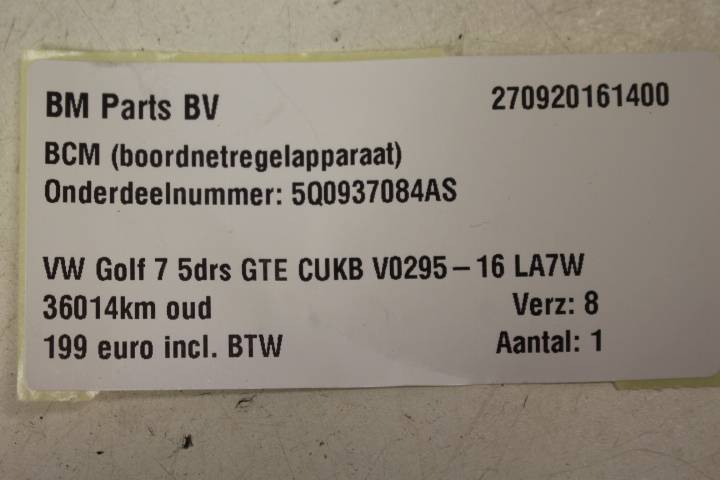 BM Parts BV 270920161400
BCM (boordnetregelapparaat)
Onderdeelnummer: 5Q0937084AS
VW Golf 7 5drs GTE CUKB V0295-16 LA7W
36014km oud Verz: 8
199 euro incl. BTW Aantal: 1